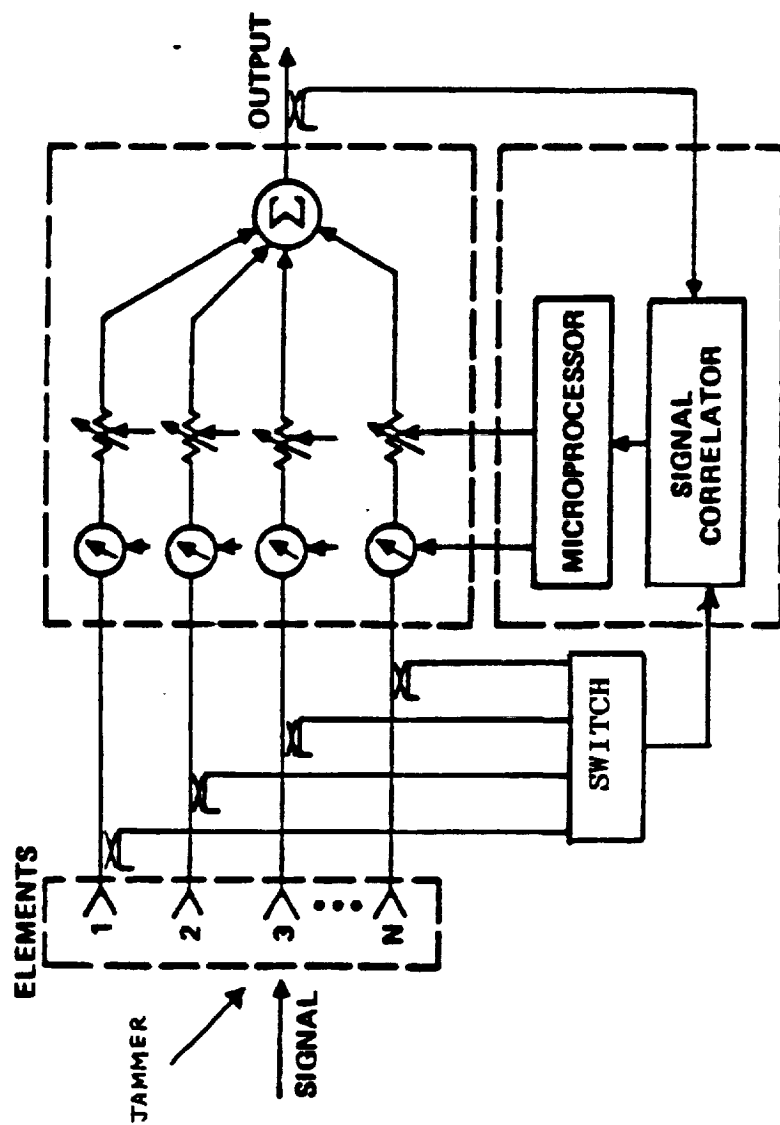 ELEMENTS
JAMMER
SIGNAL
1
2
3
N
SWITCH
MICROPROCESSOR
SIGNAL
CORRELATOR
Σ
OUTPUT